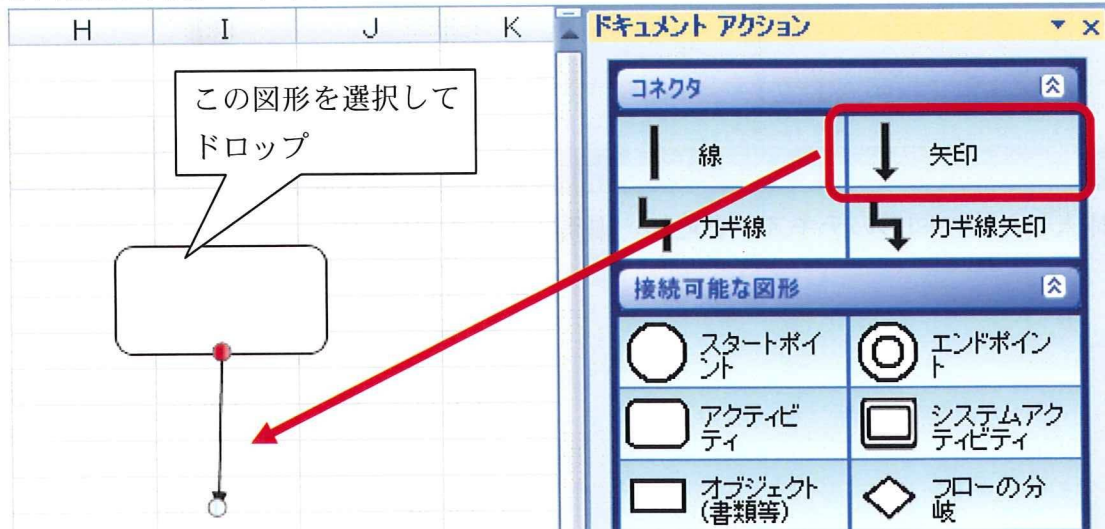 H I J K
ドキュメント アクション
この図形を選択して
ドロップ
コネクタ
線
矢印
カギ線
カギ線矢印
接続可能な図形
スタートポイ
ント
エンドポイン
ト
アクティビ
ティ
システムアク
ティビティ
オブジェクト
(書類等)
フローの分
岐